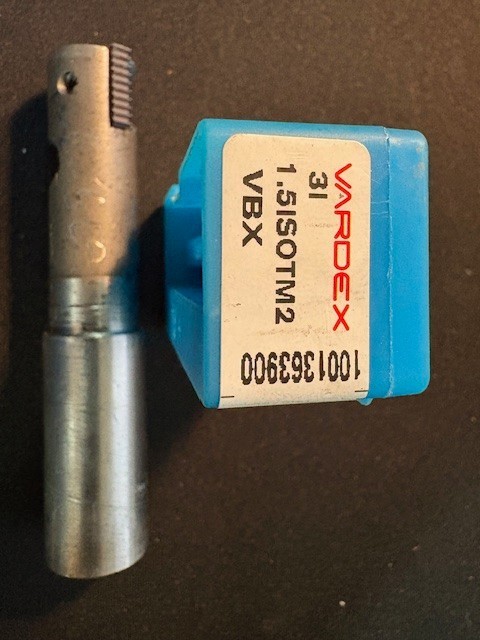 VARDEX
3I
1.5ISOTM2
VBX
1001363900